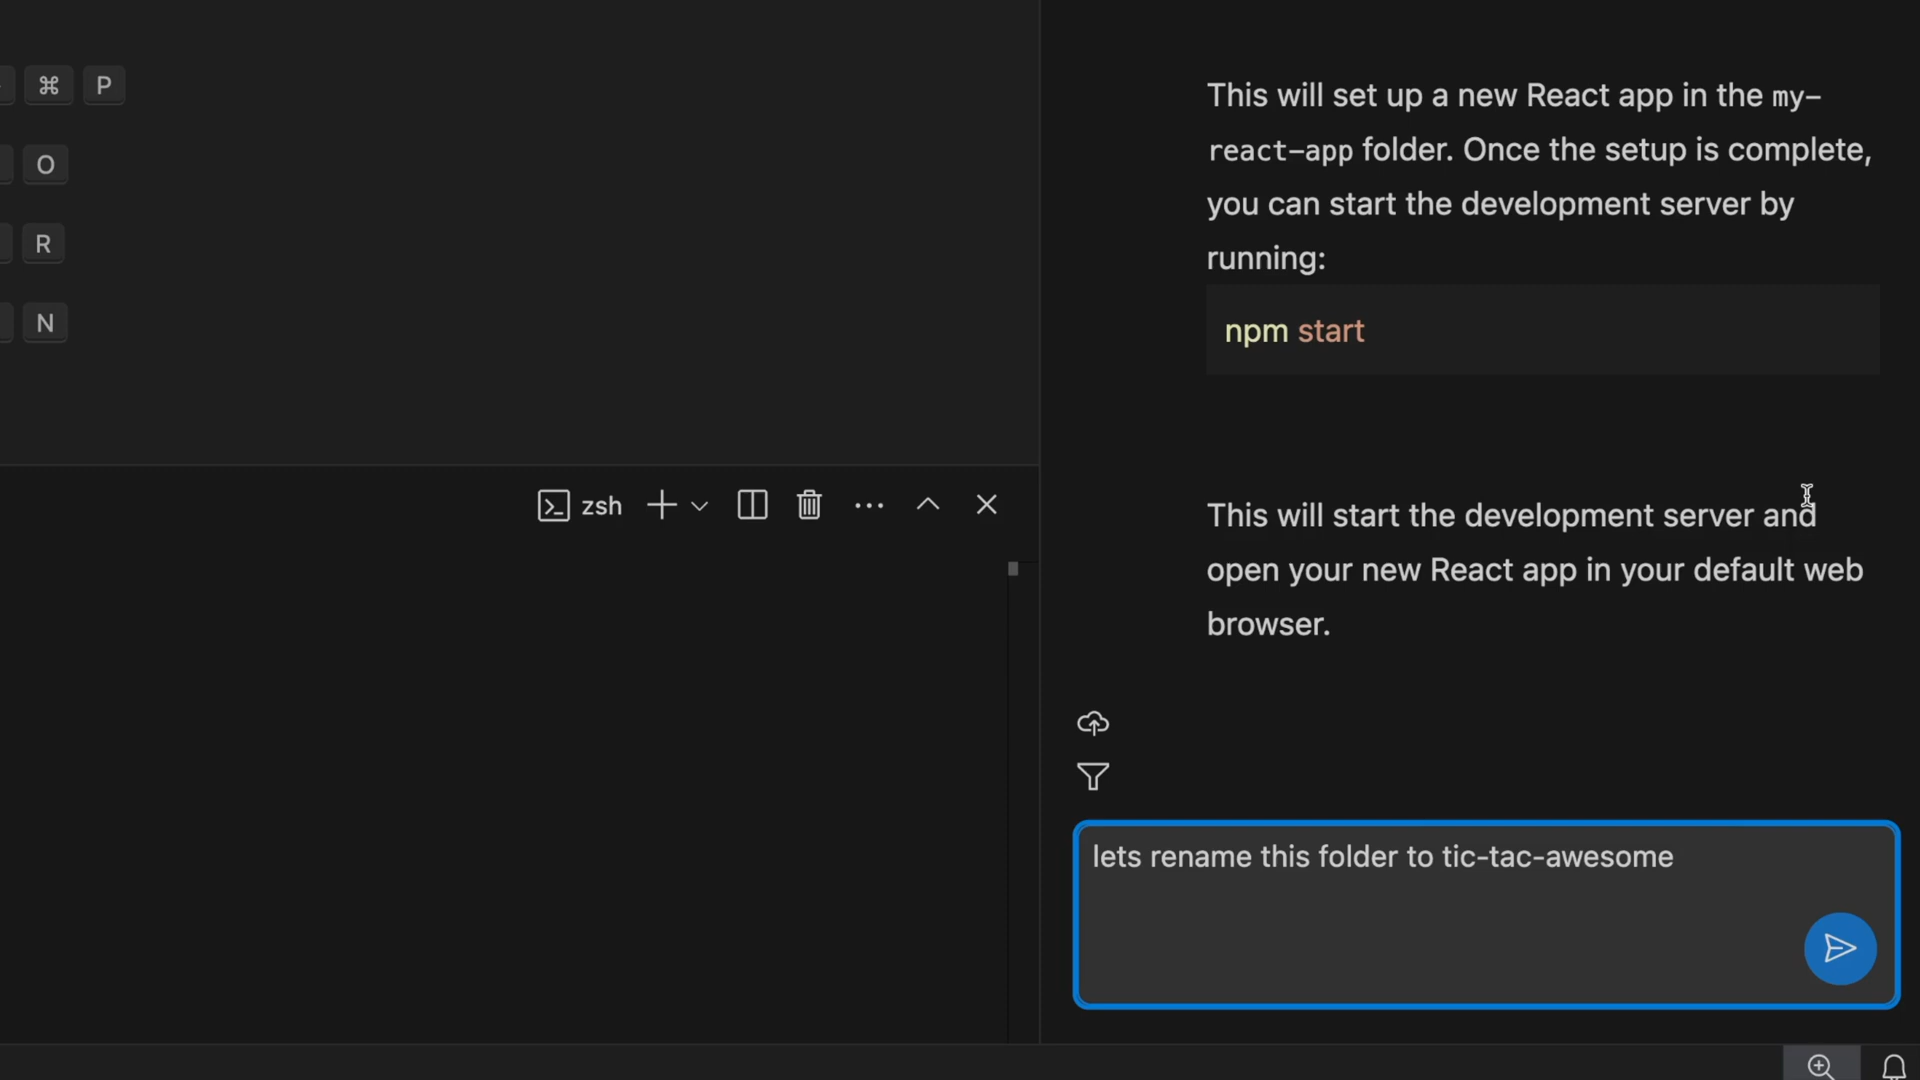 ⌘ P
O
R
N
zsh
This will set up a new React app in the my-
react-app folder. Once the setup is complete,
you can start the development server by
running:
npm start
This will start the development server and
open your new React app in your default web
browser.
lets rename this folder to tic-tac-awesome